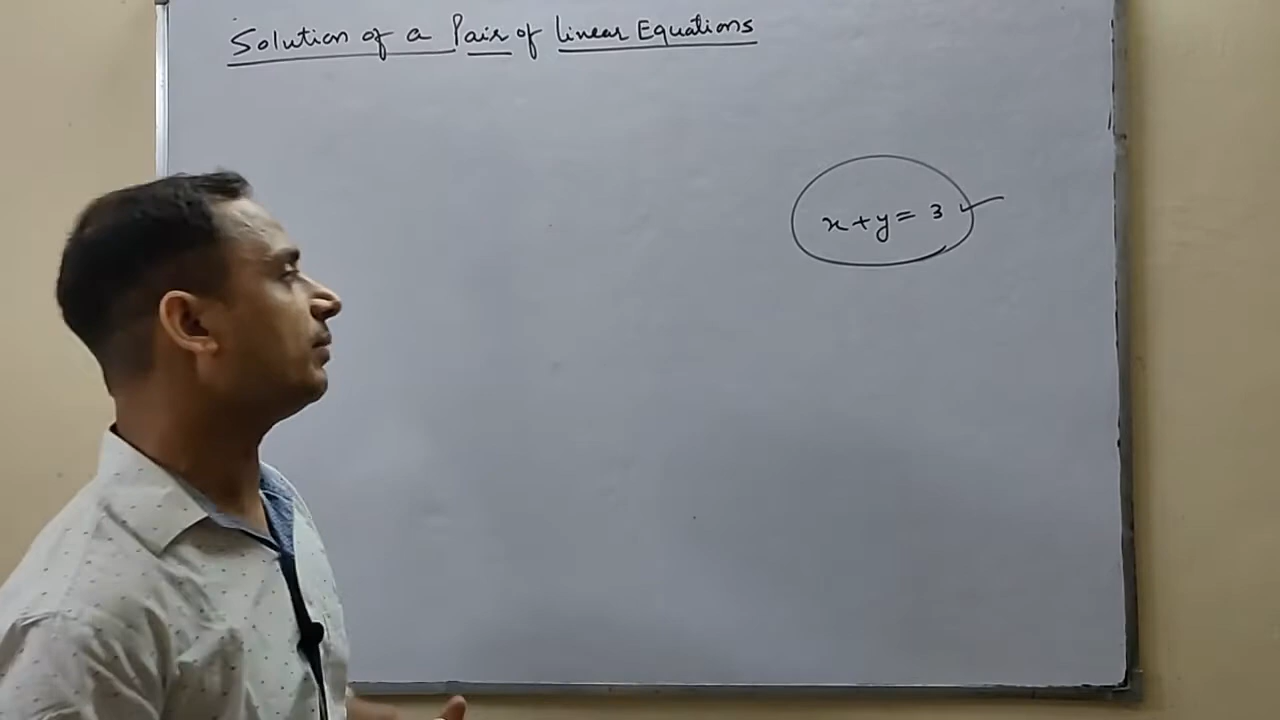 Solution of a Pair of linear Equations
x+y= 3